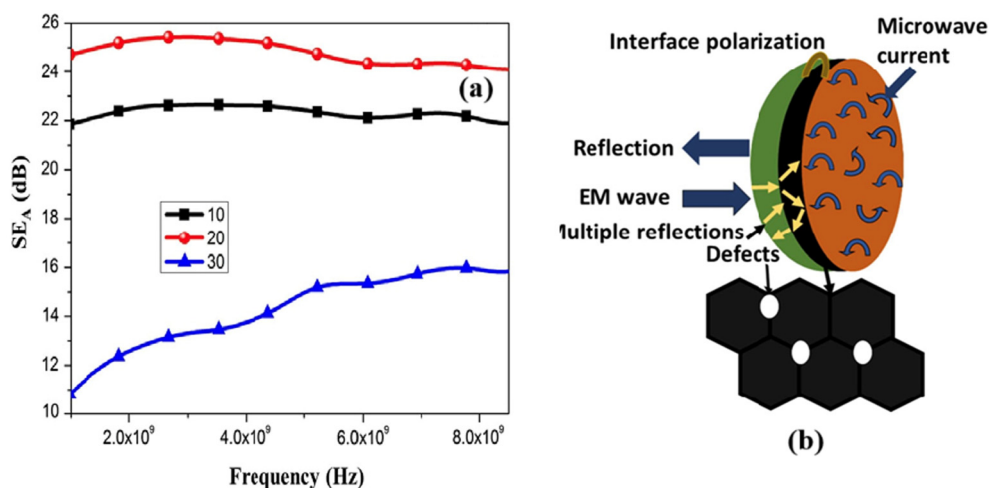 26
24
22
20
18
16
14
12
10
SE_A (dB)
(a)
10
20
30
2.0x10⁹
4.0x10⁹
6.0x10⁹
8.0x10⁹
Frequency (Hz)
Interface polarization
Microwave
current
Reflection
EM wave
Multiple reflections
Defects
(b)